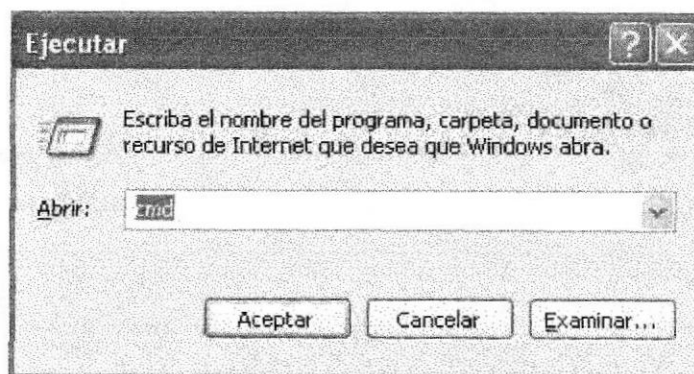 Ejecutar
Escriba el nombre del programa, carpeta, documento o
recurso de Internet que desea que Windows abra.
Abrir: cmd
Aceptar Cancelar Examinar...